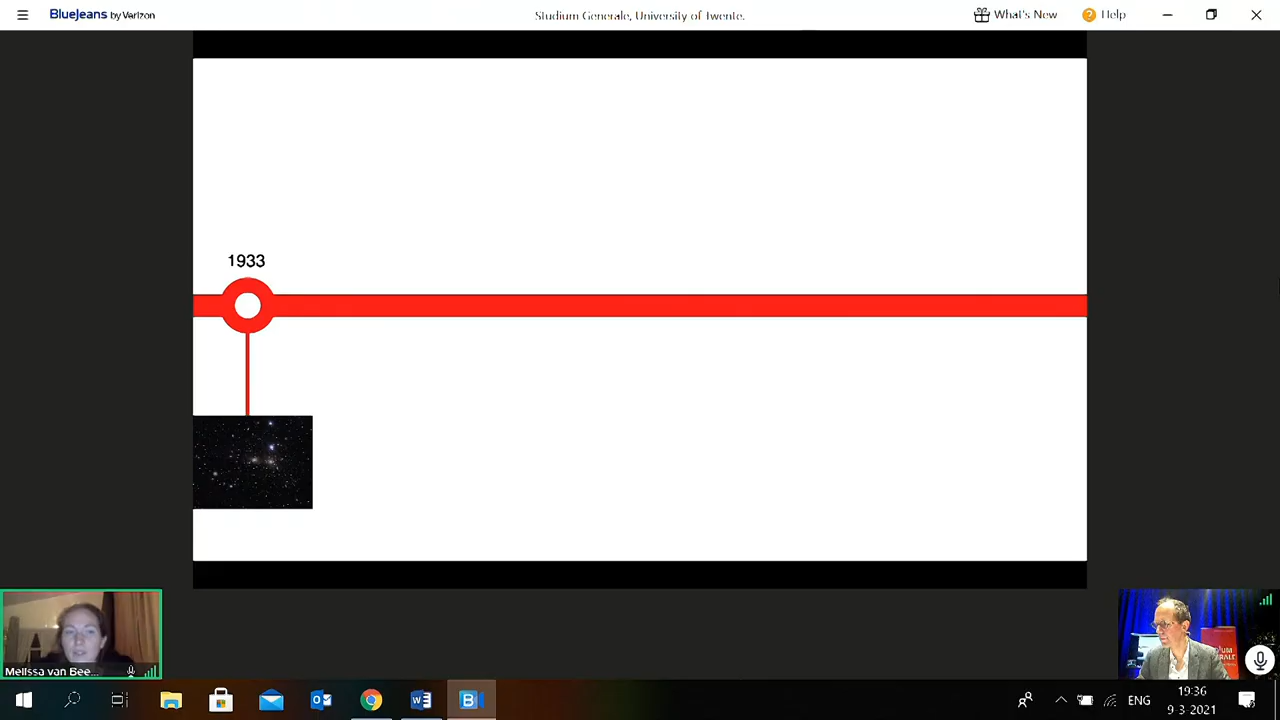 BlueJeans by Verizon
Studium Generale, University of Twente.
What's New
Help
1933
Melissa van Bee...
19:36
ENG
9-3-2021